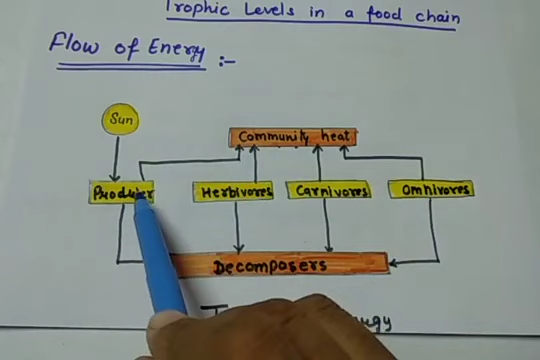 Trophic Levels in a food chain
Flow of Energy :-
Sun
Community heat
Producer
Herbivores
Carnivores
Omnivores
Decomposers